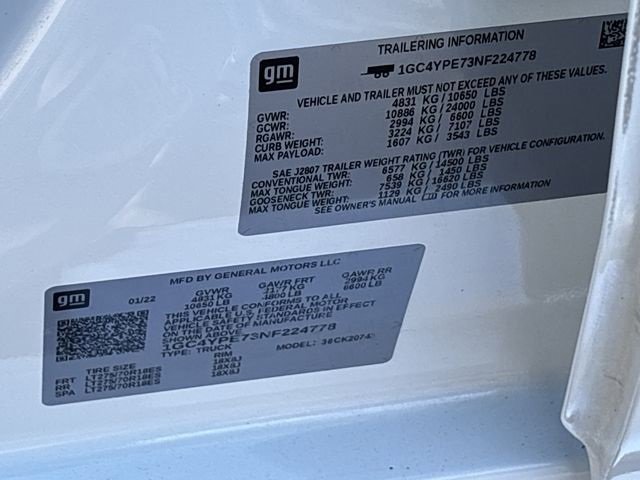 gm
TRAILERING INFORMATION
1GC4YPE73NF224778
VEHICLE AND TRAILER MUST NOT EXCEED ANY OF THESE VALUES.
GVWR: 4831 KG / 10650 LBS
GCWR: 10886 KG / 24000 LBS
RGAWR: 2994 KG / 6600 LBS
CURB WEIGHT: 3224 KG / 7107 LBS
MAX PAYLOAD: 1607 KG / 3543 LBS
SAE J2807 TRAILER WEIGHT RATING (TWR) FOR VEHICLE CONFIGURATION.
CONVENTIONAL TWR: 6577 KG / 14500 LBS
MAX TONGUE WEIGHT: 658 KG / 1450 LBS
GOOSENECK TWR: 7539 KG / 16620 LBS
MAX TONGUE WEIGHT: 1129 KG / 2490 LBS
SEE OWNER'S MANUAL FOR MORE INFORMATION
gm
MFD BY GENERAL MOTORS LLC
01/22 GVWR GAWR FRT GAWR RR
4831 KG 2177 KG 2994 KG
10650 LB 4800 LB 6600 LB
THIS VEHICLE CONFORMS TO ALL
APPLICABLE U.S. FEDERAL MOTOR
VEHICLE SAFETY STANDARDS IN EFFECT
ON THE DATE OF MANUFACTURE
SHOWN ABOVE.
1GC4YPE73NF224778
TYPE: TRUCK MODEL:
TIRE SIZE RIM
FRT LT275/70R18ES 18X8J
RR LT275/70R18ES 18X8J
SPA LT275/70R18ES 18X8J